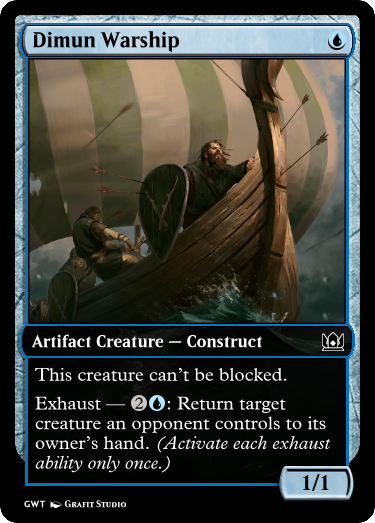 Dimun Warship
Artifact Creature — Construct
This creature can't be blocked.
Exhaust — 2: Return target
creature an opponent controls to its
owner's hand. (Activate each exhaust
ability only once.)
1/1
GWT Grafit Studio